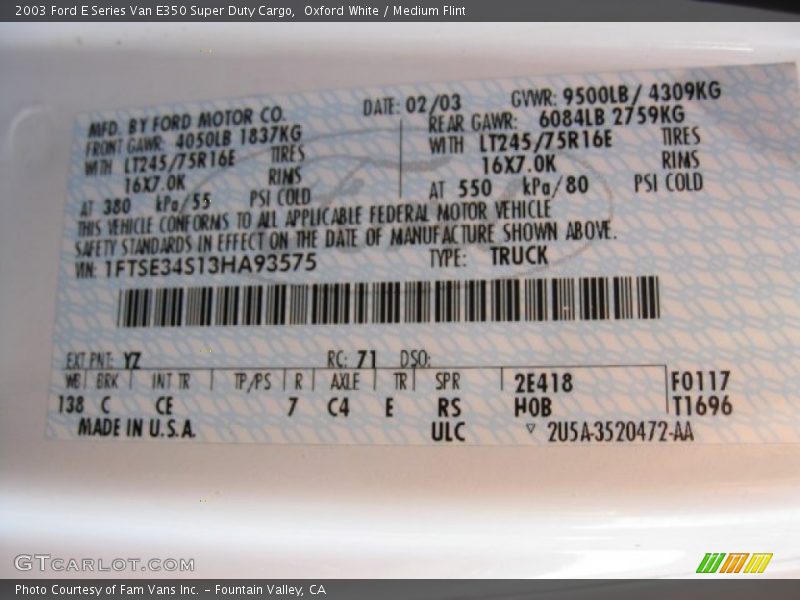 2003 Ford E Series Van E350 Super Duty Cargo,  Oxford White / Medium Flint
MFD. BY FORD MOTOR CO. DATE: 02/03 GVWR: 9500LB/ 4309KG
FRONT GAWR: 4050LB 1837KG REAR GAWR: 6084LB 2759KG
WITH LT245/75R16E TIRES WITH LT245/75R16E TIRES
16X7.0K RIMS 16X7.0K RIMS
AT 380 kPa/55 PSI COLD AT 550 kPa/80 PSI COLD
THIS VEHICLE CONFORMS TO ALL APPLICABLE FEDERAL MOTOR VEHICLE
SAFETY STANDARDS IN EFFECT ON THE DATE OF MANUFACTURE SHOWN ABOVE.
VIN: 1FTSE34S13HA93575 TYPE: TRUCK
EXT PNT: YZ RC: 71 DSO:
WB BRK INT TR TP/PS R AXLE TR SPR 2E418 F0117
138 C CE 7 C4 E RS H0B T1696
MADE IN U.S.A. ULC ▽ 2U5A-3520472-AA
GTCARLOT.COM
Photo Courtesy of Fam Vans Inc. – Fountain Valley, CA